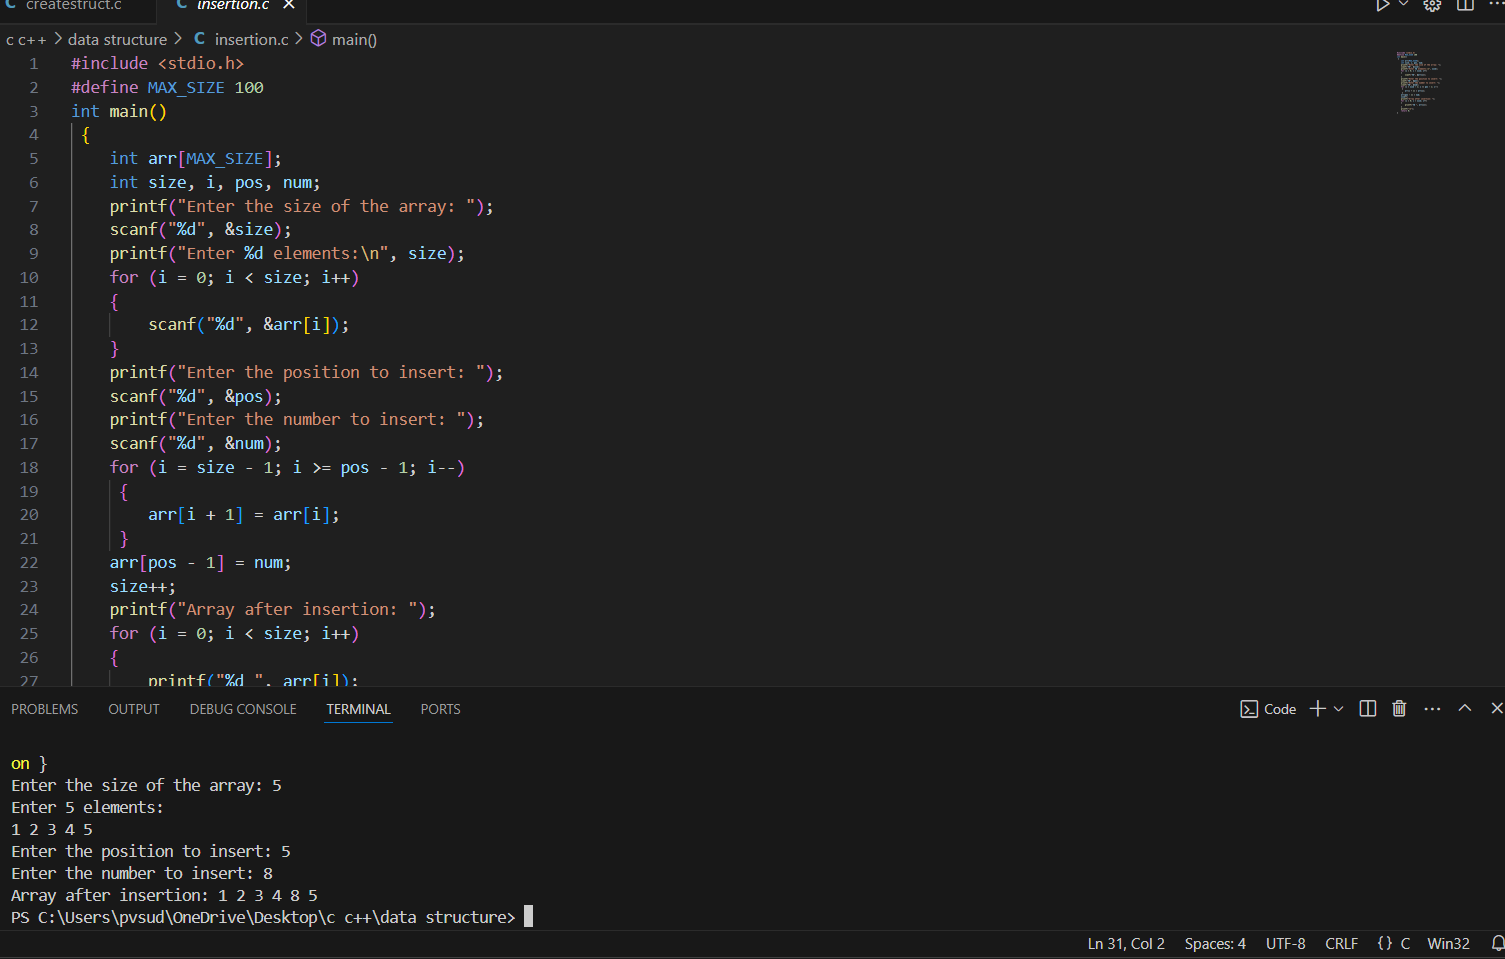 createstruct.c insertion.c
c c++ > data structure > C insertion.c > main()
1 #include <stdio.h>
2 #define MAX_SIZE 100
3 int main()
4 {
5 int arr[MAX_SIZE];
6 int size, i, pos, num;
7 printf("Enter the size of the array: ");
8 scanf("%d", &size);
9 printf("Enter %d elements:\n", size);
10 for (i = 0; i < size; i++)
11 {
12 scanf("%d", &arr[i]);
13 }
14 printf("Enter the position to insert: ");
15 scanf("%d", &pos);
16 printf("Enter the number to insert: ");
17 scanf("%d", &num);
18 for (i = size - 1; i >= pos - 1; i--)
19 {
20 arr[i + 1] = arr[i];
21 }
22 arr[pos - 1] = num;
23 size++;
24 printf("Array after insertion: ");
25 for (i = 0; i < size; i++)
26 {
27 printf("%d ", arr[i]);
PROBLEMS OUTPUT DEBUG CONSOLE TERMINAL PORTS Code
on }
Enter the size of the array: 5
Enter 5 elements:
1 2 3 4 5
Enter the position to insert: 5
Enter the number to insert: 8
Array after insertion: 1 2 3 4 8 5
PS C:\Users\pvsud\OneDrive\Desktop\c c++\data structure>
Ln 31, Col 2 Spaces: 4 UTF-8 CRLF {} C Win32